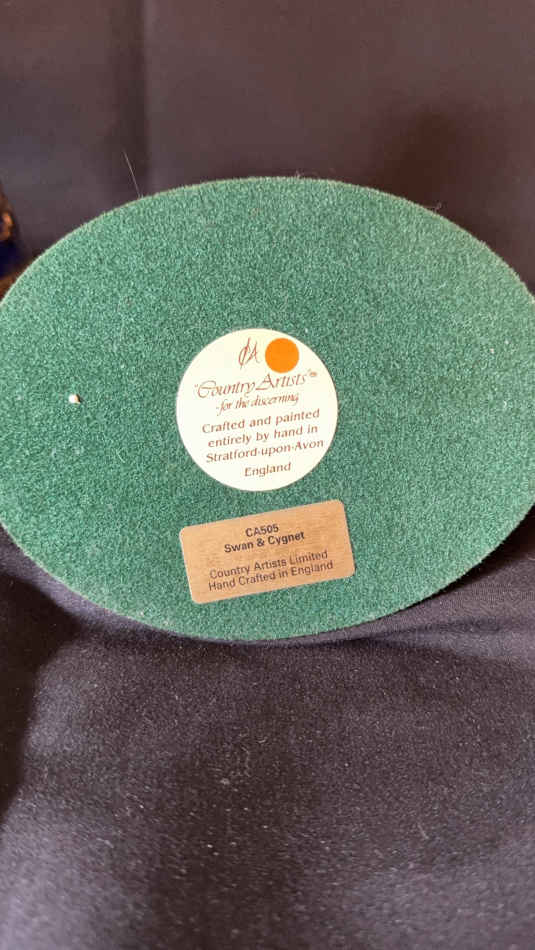 CA
"Country Artists"®
-for the discerning
Crafted and painted
entirely by hand in
Stratford-upon-Avon
England
CA505
Swan & Cygnet
Country Artists Limited
Hand Crafted in England